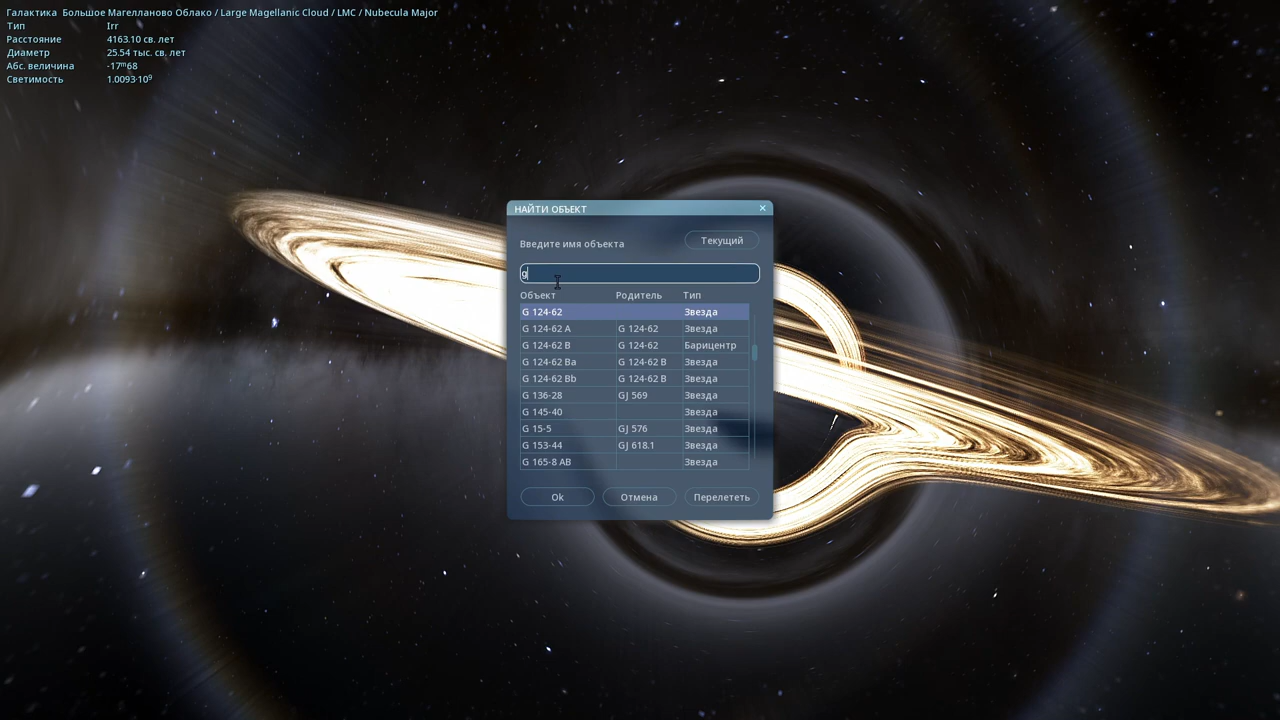 Галактика Большое Магелланово Облако / Large Magellanic Cloud / LMC / Nubecula Major
Тип Irr
Расстояние 4163.10 св. лет
Диаметр 25.54 тыс. св. лет
Абс. величина -17ᵐ68
Светимость 1.0093·10⁹
НАЙТИ ОБЪЕКТ
Введите имя объекта Текущий
g
Объект Родитель Тип
G 124-62 Звезда
G 124-62 A G 124-62 Звезда
G 124-62 B G 124-62 Барицентр
G 124-62 Ba G 124-62 B Звезда
G 124-62 Bb G 124-62 B Звезда
G 136-28 GJ 569 Звезда
G 145-40 Звезда
G 15-5 GJ 576 Звезда
G 153-44 GJ 618.1 Звезда
G 165-8 AB Звезда
Ok Отмена Перелететь